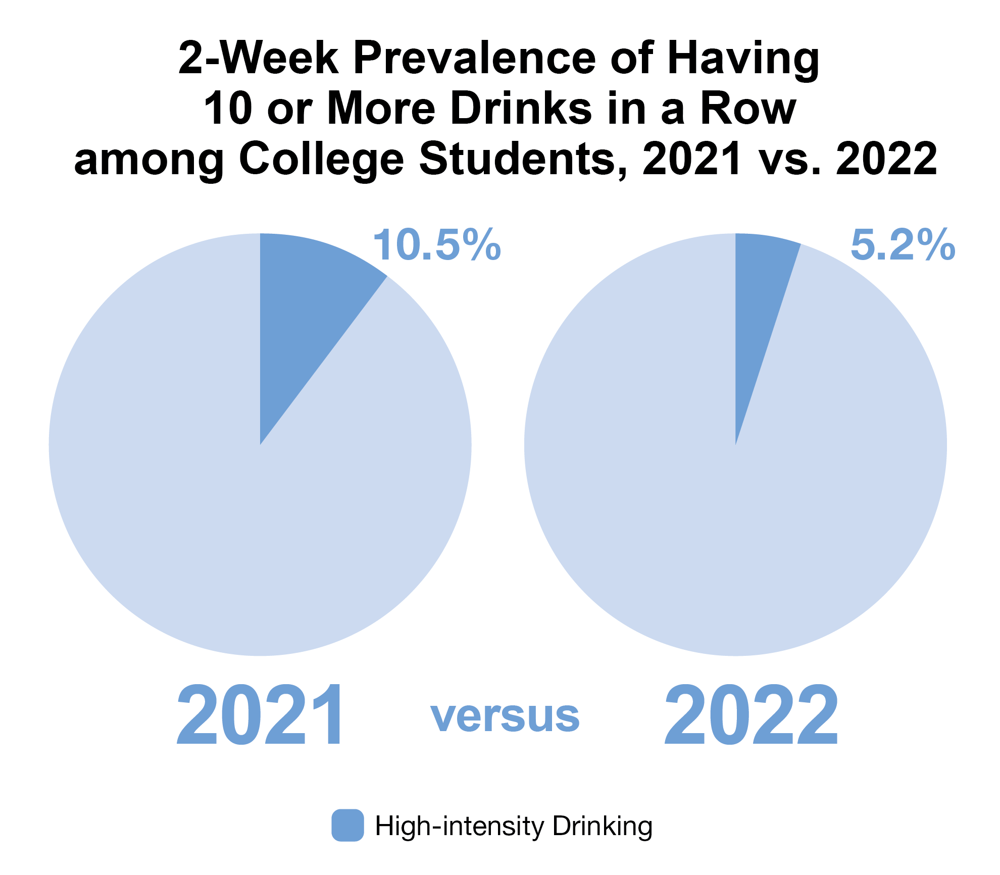 2-Week Prevalence of Having
10 or More Drinks in a Row
among College Students, 2021 vs. 2022
10.5%
5.2%
2021 versus 2022
High-intensity Drinking